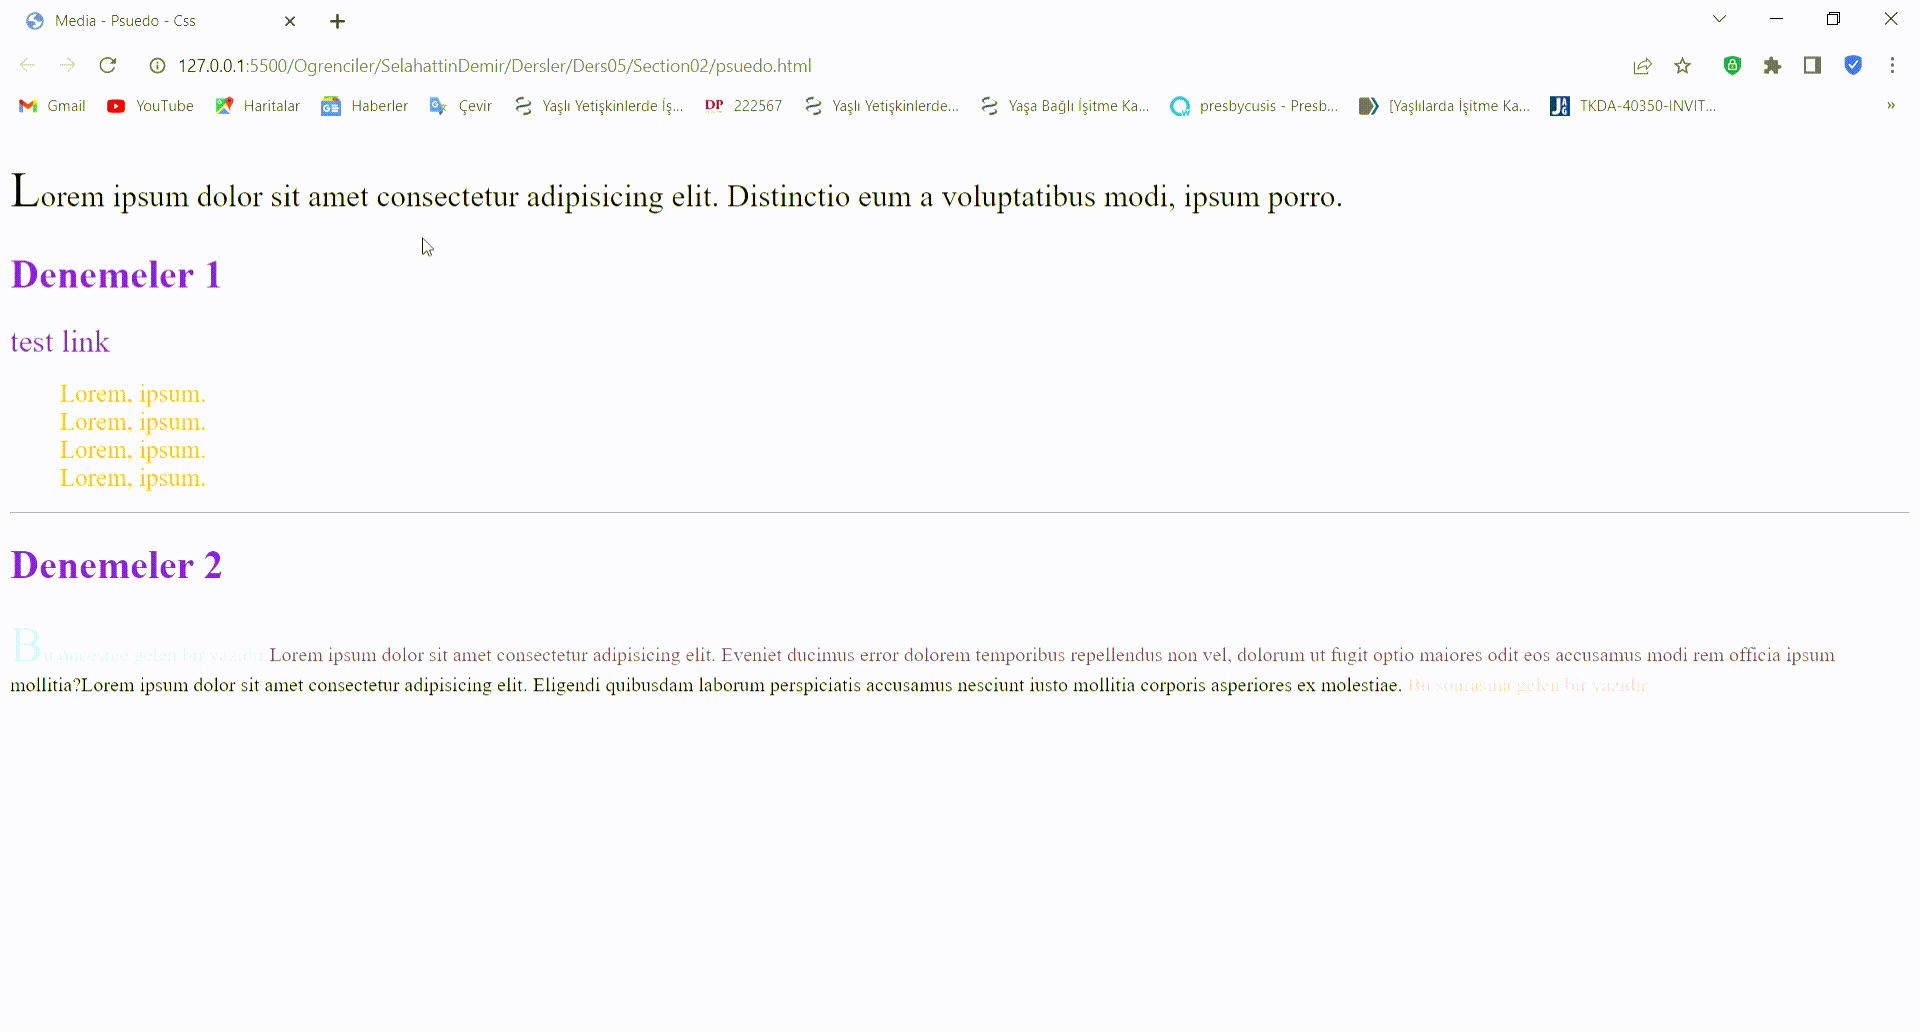 Media - Psuedo - Css
127.0.0.1:5500/Ogrenciler/SelahattinDemir/Dersler/Ders05/Section02/psuedo.html
Gmail YouTube Haritalar Haberler Çevir Yaşlı Yetişkinlerde İş... DP 222567 Yaşlı Yetişkinlerde... Yaşa Bağlı İşitme Ka... presbycusis - Presb... [Yaşlılarda İşitme Ka... TKDA-40350-INVIT... »
Lorem ipsum dolor sit amet consectetur adipisicing elit. Distinctio eum a voluptatibus modi, ipsum porro.
Denemeler 1
test link
Lorem, ipsum.
Lorem, ipsum.
Lorem, ipsum.
Lorem, ipsum.
Denemeler 2
Bu öncesine gelen bir yazıdır Lorem ipsum dolor sit amet consectetur adipisicing elit. Eveniet ducimus error dolorem temporibus repellendus non vel, dolorum ut fugit optio maiores odit eos accusamus modi rem officia ipsum
mollitia?Lorem ipsum dolor sit amet consectetur adipisicing elit. Eligendi quibusdam laborum perspiciatis accusamus nesciunt iusto mollitia corporis asperiores ex molestiae. Bu sonrasına gelen bir yazıdır